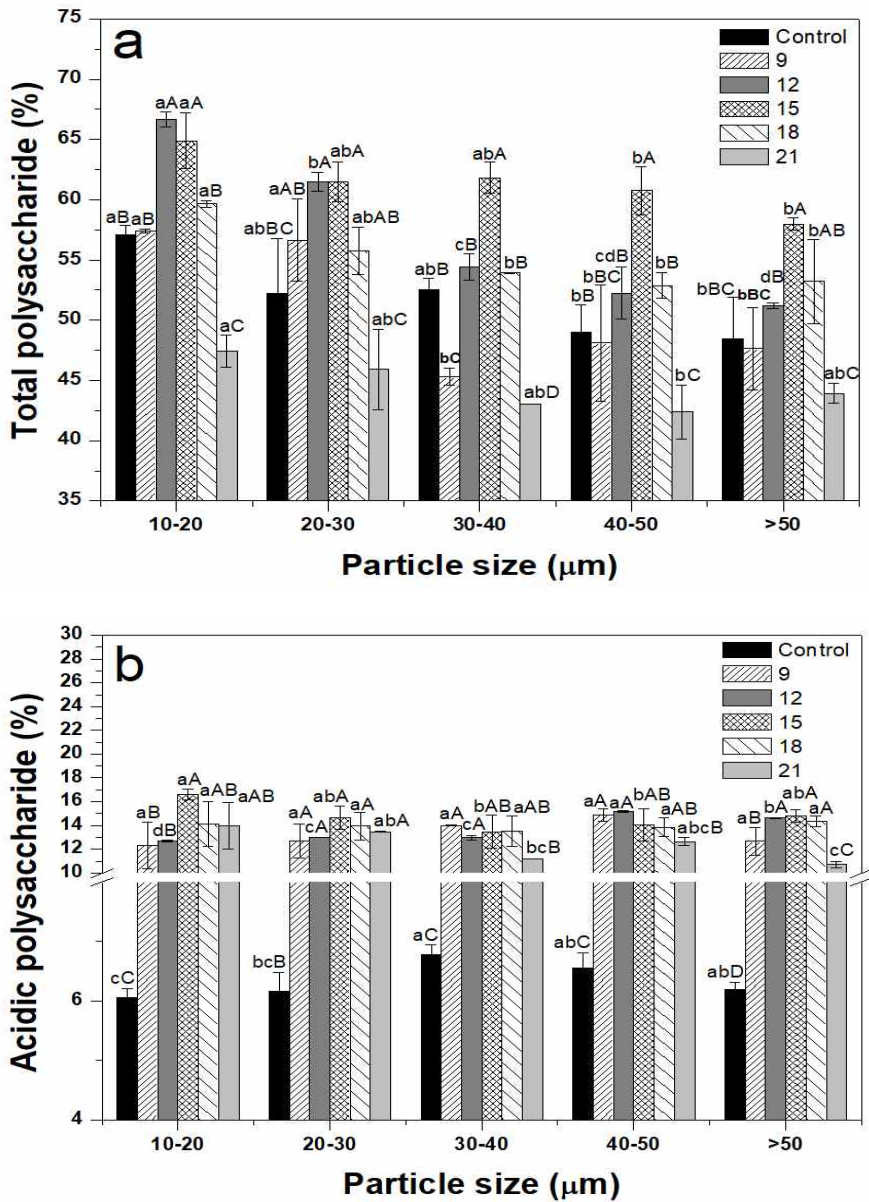 a
Control
9
12
15
18
21
75
70
65
60
55
50
45
40
35
Total polysaccharide (%)
aB aB aA aA aB aC
abBC aAB bA abA abAB abC
abB bC cB abA bB abD
bB bBC cdB bA bB bC
bBC bBC dB bA bAB abC
10-20 20-30 30-40 40-50 >50
Particle size (μm)
b
Control
9
12
15
18
21
30
28
26
24
22
20
18
16
14
12
10
6
4
Acidic polysaccharide (%)
cC aB dB aA aAB aAB
bcB aA cA abA aA abA
aC aA cA bAB aAB bcB
abC aA aA bAB aAB abcB
abD aB bA abA aA cC
10-20 20-30 30-40 40-50 >50
Particle size (μm)